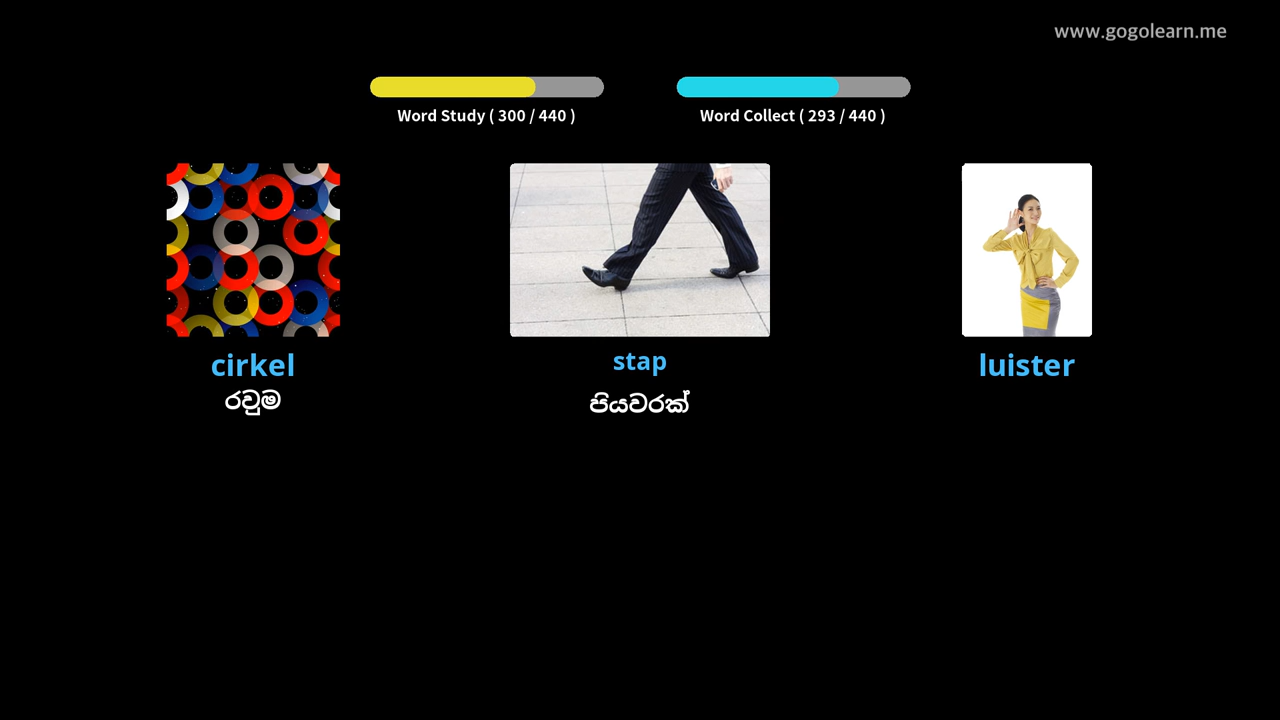 www.gogolearn.me
Word Study ( 300 / 440 )
Word Collect ( 293 / 440 )
cirkel
රවුම
stap
පියවරක්
luister